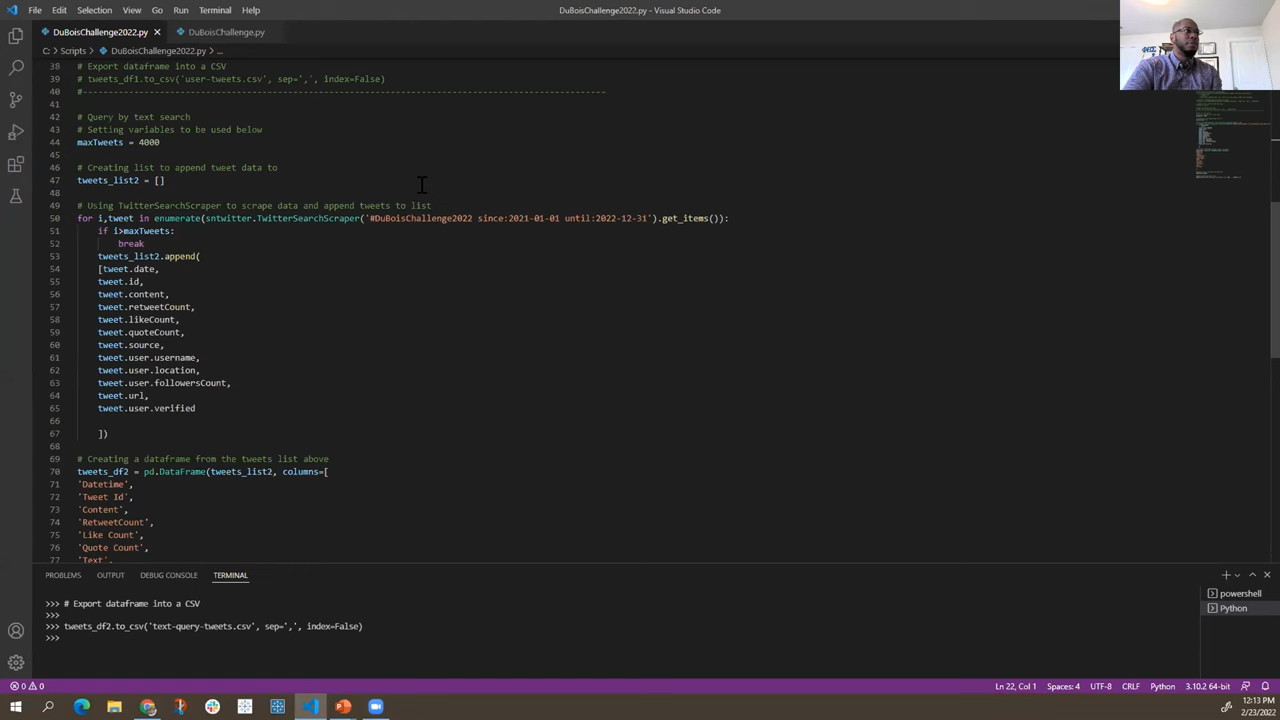 File Edit Selection View Go Run Terminal Help
DuBoisChallenge2022.py - Visual Studio Code
DuBoisChallenge2022.py
DuBoisChallenge2022.py
C: > Scripts > DuBoisChallenge2022.py > ...
38 # Export dataframe into a CSV
39 # tweets_df1.to_csv('user-tweets.csv', sep=',', index=False)
40 #------------------------------------------------------------------------------------------------------
41
42 # Query by text search
43 # Setting variables to be used below
44 maxTweets = 4000
45
46 # Creating list to append tweet data to
47 tweets_list2 = []
48
49 # Using TwitterSearchScraper to scrape data and append tweets to list
50 for i,tweet in enumerate(sntwitter.TwitterSearchScraper('#DuBoisChallenge2022 since:2021-01-01 until:2022-12-31').get_items()):
51 if i>maxTweets:
52 break
53 tweets_list2.append(
54 [tweet.date,
55 tweet.id,
56 tweet.content,
57 tweet.retweetCount,
58 tweet.likeCount,
59 tweet.quoteCount,
60 tweet.source,
61 tweet.user.username,
62 tweet.user.location,
63 tweet.user.followersCount,
64 tweet.url,
65 tweet.user.verified
66
67 ])
68
69 # Creating a dataframe from the tweets list above
70 tweets_df2 = pd.DataFrame(tweets_list2, columns=[
71 'Datetime',
72 'Tweet Id',
73 'Content',
74 'RetweetCount',
75 'Like Count',
76 'Quote Count',
77 'Text',
PROBLEMS OUTPUT DEBUG CONSOLE TERMINAL
>>> # Export dataframe into a CSV
>>>
>>> tweets_df2.to_csv('text-query-tweets.csv', sep=',', index=False)
>>>
powershell
Python
0 0
Ln 22, Col 1 Spaces: 4 UTF-8 CRLF Python 3.10.2 64-bit
12:13 PM
2/23/2022